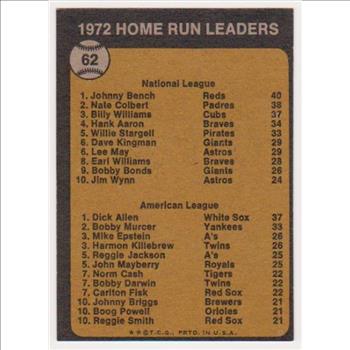 1972 HOME RUN LEADERS
62
National League
1. Johnny Bench Reds 40
2. Nate Colbert Padres 38
3. Billy Williams Cubs 37
4. Hank Aaron Braves 34
5. Willie Stargell Pirates 33
6. Dave Kingman Giants 29
6. Lee May Astros 29
8. Earl Williams Braves 28
9. Bobby Bonds Giants 26
10. Jim Wynn Astros 24
American League
1. Dick Allen White Sox 37
2. Bobby Murcer Yankees 33
3. Mike Epstein A's 26
3. Harmon Killebrew Twins 26
5. Reggie Jackson A's 25
5. John Mayberry Royals 25
7. Norm Cash Tigers 22
7. Bobby Darwin Twins 22
7. Carlton Fisk Red Sox 22
10. Johnny Briggs Brewers 21
10. Boog Powell Orioles 21
10. Reggie Smith Red Sox 21
★★ © T.C.G., PRTD. IN U.S.A.